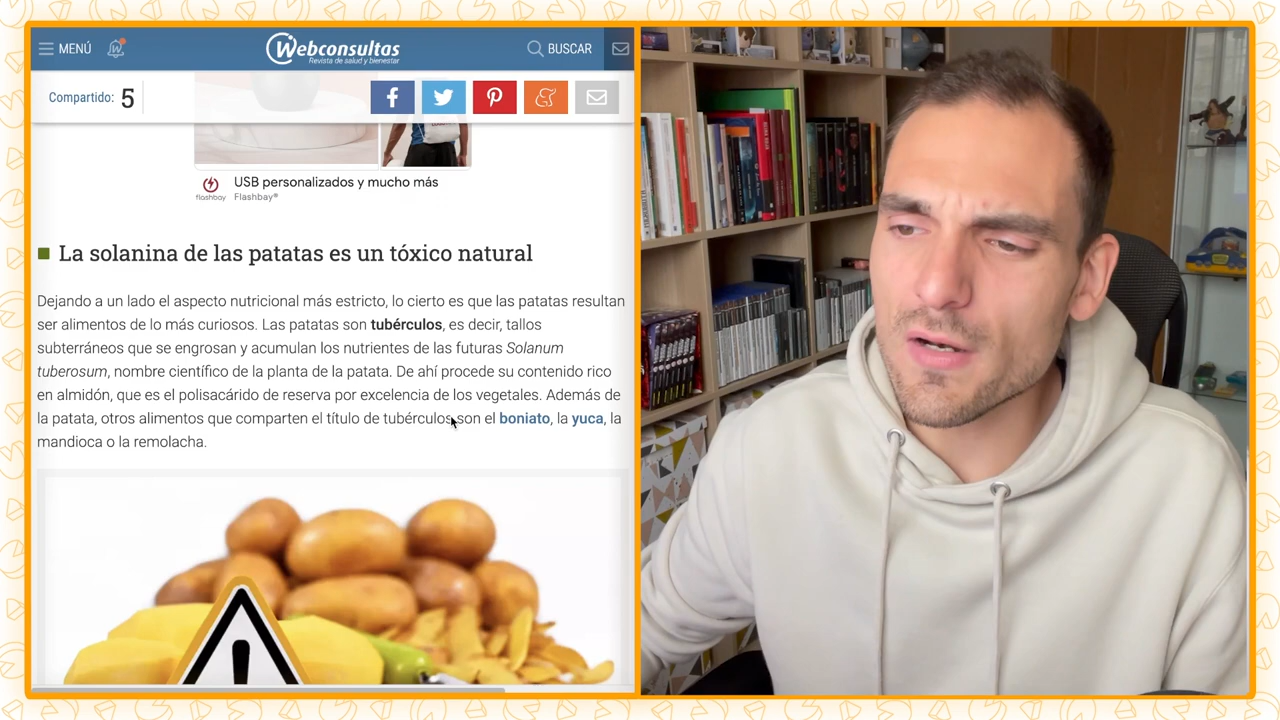 MENÚ
Webconsultas
Revista de salud y bienestar
BUSCAR
Compartido: 5
USB personalizados y mucho más
flashbay
Flashbay®
La solanina de las patatas es un tóxico natural
Dejando a un lado el aspecto nutricional más estricto, lo cierto es que las patatas resultan
ser alimentos de lo más curiosos. Las patatas son tubérculos, es decir, tallos
subterráneos que se engrosan y acumulan los nutrientes de las futuras Solanum
tuberosum, nombre científico de la planta de la patata. De ahí procede su contenido rico
en almidón, que es el polisacárido de reserva por excelencia de los vegetales. Además de
la patata, otros alimentos que comparten el título de tubérculos son el boniato, la yuca, la
mandioca o la remolacha.